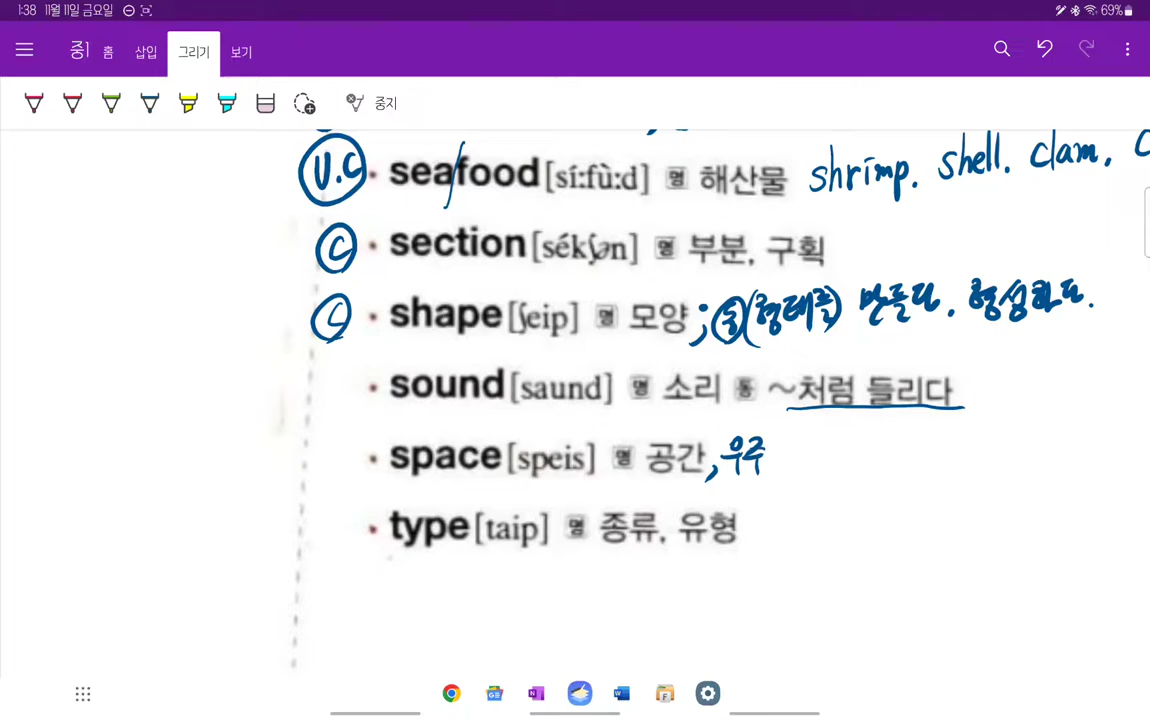 1:38 11월 11일 금요일 69%
중1 홈 삽입 그리기 보기
중지
U.C seafood [síːfùːd] 명 해산물 shrimp. shell. clam.
C section [sékʃən] 명 부분, 구획
C shape [ʃeip] 명 모양 ; 동 (형태를) 만들다. 형성하다.
sound [saund] 명 소리 동 ~처럼 들리다
space [speis] 명 공간, 우주
type [taip] 명 종류, 유형